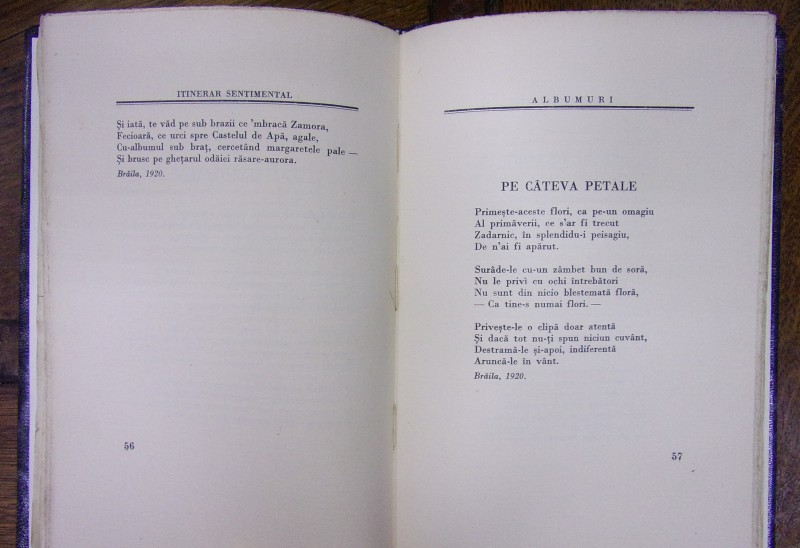 ITINERAR SENTIMENTAL
Și iată, te văd pe sub brazii ce 'mbracă Zamora,
Fecioară, ce urci spre Castelul de Apă, agale,
Cu-albumul sub braț, cercetând margaretele pale —
Și brusc pe ghețarul odăiei răsare-aurora.
Brăila, 1920.
56
ALBUMURI
PE CÂTEVA PETALE
Primește-aceste flori, ca pe-un omagiu
Al primăverii, ce s'ar fi trecut
Zadarnic, în splendidu-i peisagiu,
De n'ai fi apărut.
Surâde-le cu-un zâmbet bun de soră,
Nu le privi cu ochi întrebători
Nu sunt din nicio blestemată floră,
— Ca tine-s numai flori. —
Privește-le o clipă doar atentă
Și dacă tot nu-ți spun niciun cuvânt,
Destramă-le și-apoi, indiferentă
Aruncă-le în vânt.
Brăila, 1920.
57